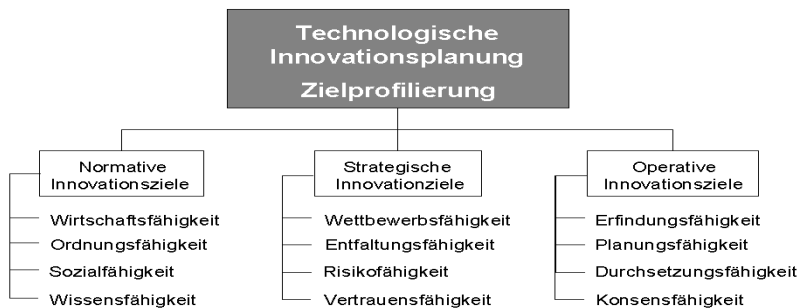 Technologische
Innovationsplanung
Zielprofilierung
Normative
Innovationsziele
Wirtschaftsfähigkeit
Ordnungsfähigkeit
Sozialfähigkeit
Wissensfähigkeit
Strategische
Innovationziele
Wettbewerbsfähigkeit
Entfaltungsfähigkeit
Risikofähigkeit
Vertrauensfähigkeit
Operative
Innovationsziele
Erfindungsfähigkeit
Planungsfähigkeit
Durchsetzungsfähigkeit
Konsensfähigkeit